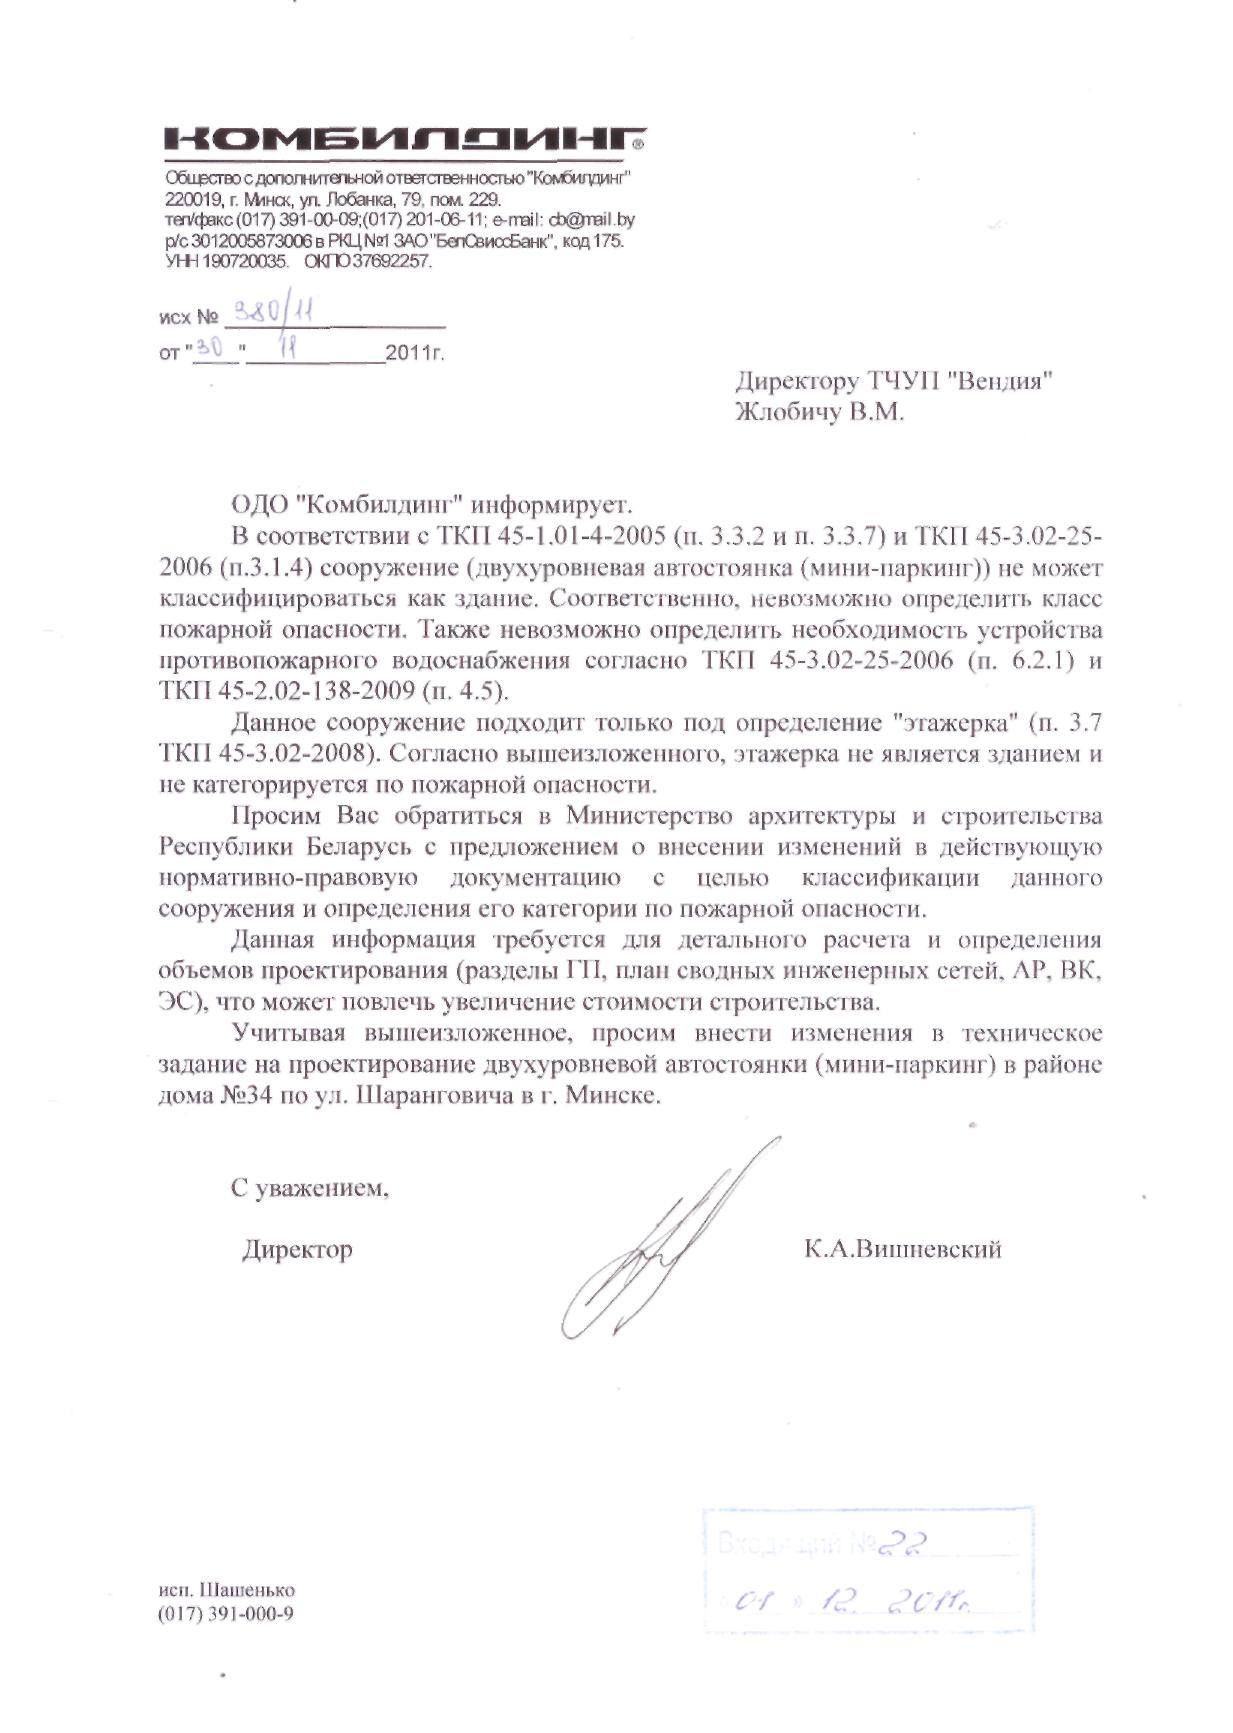 КОМБИЛДИНГ®
Общество с дополнительной ответственностью "Комбилдинг"
220019, г. Минск, ул. Лобанка, 79, пом. 229.
тел/факс (017) 391-00-09;(017) 201-06-11; e-mail: cb@mail.by
р/с 3012005873006 в РКЦ №1 ЗАО "БелСвиссБанк", код 175.
УНН 190720035. ОКПО 37692257.
исх № 380/11
от "30" 11 2011г.
Директору ТЧУП "Вендия"
Жлобичу В.М.
ОДО "Комбилдинг" информирует.
В соответствии с ТКП 45-1.01-4-2005 (п. 3.3.2 и п. 3.3.7) и ТКП 45-3.02-25-
2006 (п.3.1.4) сооружение (двухуровневая автостоянка (мини-паркинг)) не может
классифицироваться как здание. Соответственно, невозможно определить класс
пожарной опасности. Также невозможно определить необходимость устройства
противопожарного водоснабжения согласно ТКП 45-3.02-25-2006 (п. 6.2.1) и
ТКП 45-2.02-138-2009 (п. 4.5).
Данное сооружение подходит только под определение "этажерка" (п. 3.7
ТКП 45-3.02-2008). Согласно вышеизложенного, этажерка не является зданием и
не категорируется по пожарной опасности.
Просим Вас обратиться в Министерство архитектуры и строительства
Республики Беларусь с предложением о внесении изменений в действующую
нормативно-правовую документацию с целью классификации данного
сооружения и определения его категории по пожарной опасности.
Данная информация требуется для детального расчета и определения
объемов проектирования (разделы ГП, план сводных инженерных сетей, АР, ВК,
ЭС), что может повлечь увеличение стоимости строительства.
Учитывая вышеизложенное, просим внести изменения в техническое
задание на проектирование двухуровневой автостоянки (мини-паркинг) в районе
дома №34 по ул. Шаранговича в г. Минске.
С уважением,
Директор К.А.Вишневский
Входящий № 22
«01» 12. 2011г.
исп. Шашенько
(017) 391-000-9